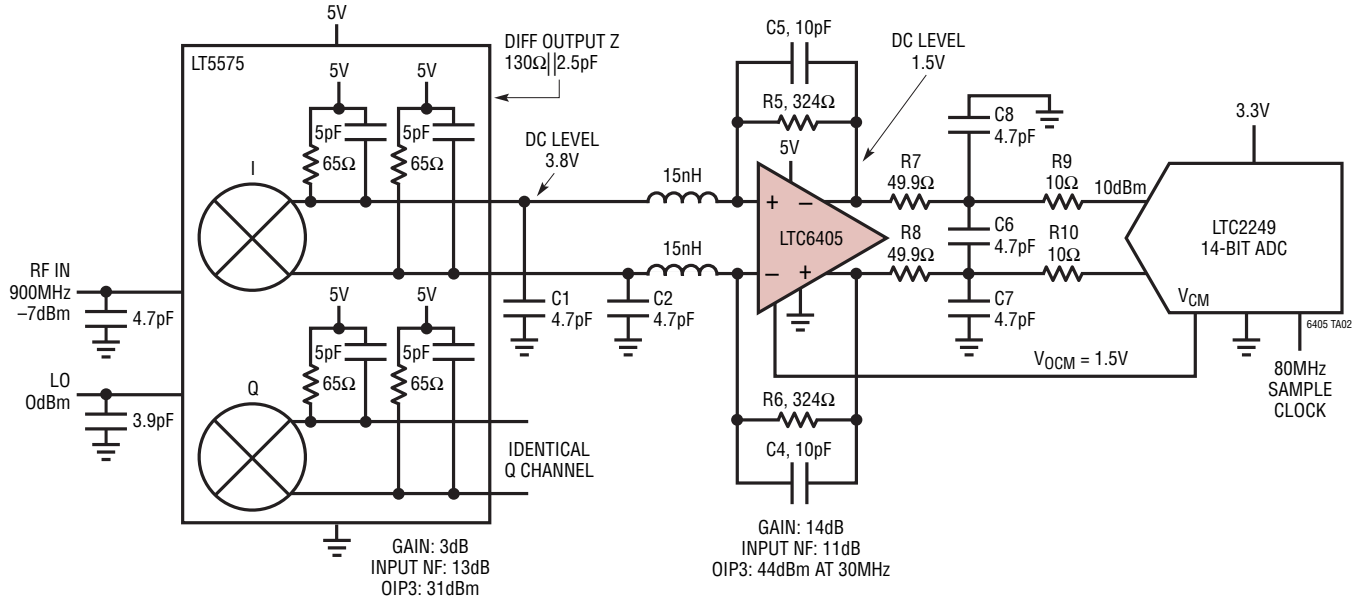 5V
LT5575
5V
5V
5pF
65Ω
5pF
65Ω
I
DIFF OUTPUT Z
130Ω||2.5pF
DC LEVEL
3.8V
RF IN
900MHz
–7dBm
4.7pF
LO
0dBm
3.9pF
5V
5V
5pF
65Ω
5pF
65Ω
Q
IDENTICAL
Q CHANNEL
GAIN: 3dB
INPUT NF: 13dB
OIP3: 31dBm
C1
4.7pF
C2
4.7pF
15nH
15nH
C5, 10pF
R5, 324Ω
5V
DC LEVEL
1.5V
+ –
LTC6405
– +
R6, 324Ω
C4, 10pF
GAIN: 14dB
INPUT NF: 11dB
OIP3: 44dBm AT 30MHz
R7
49.9Ω
R8
49.9Ω
C8
4.7pF
C6
4.7pF
C7
4.7pF
R9
10Ω
R10
10Ω
10dBm
3.3V
LTC2249
14-BIT ADC
VCM
VOCM = 1.5V
6405 TA02
80MHz
SAMPLE
CLOCK